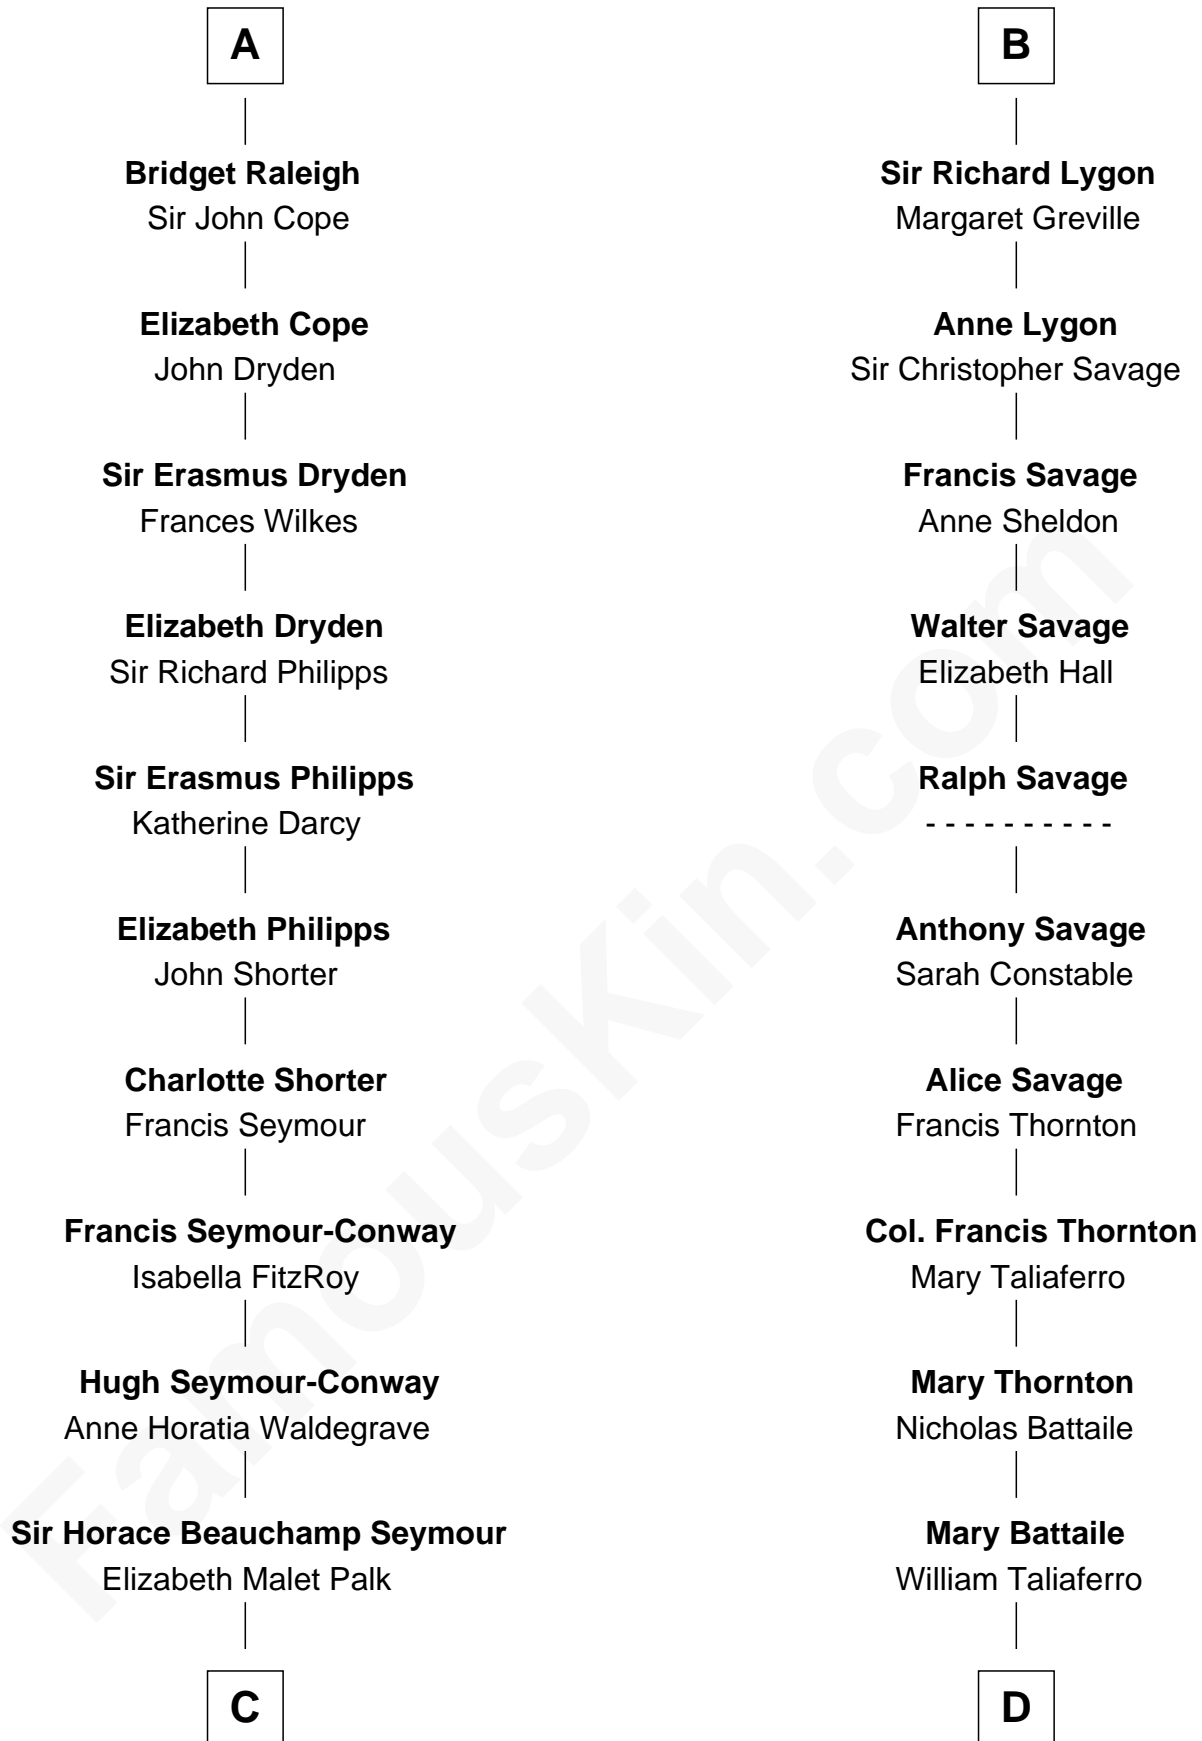 A
Bridget Raleigh
Sir John Cope
Elizabeth Cope
John Dryden
Sir Erasmus Dryden
Frances Wilkes
Elizabeth Dryden
Sir Richard Philipps
Sir Erasmus Philipps
Katherine Darcy
Elizabeth Philipps
John Shorter
Charlotte Shorter
Francis Seymour
Francis Seymour-Conway
Isabella FitzRoy
Hugh Seymour-Conway
Anne Horatia Waldegrave
Sir Horace Beauchamp Seymour
Elizabeth Malet Palk
C
B
Sir Richard Lygon
Margaret Greville
Anne Lygon
Sir Christopher Savage
Francis Savage
Anne Sheldon
Walter Savage
Elizabeth Hall
Ralph Savage
- - - - - - - - - -
Anthony Savage
Sarah Constable
Alice Savage
Francis Thornton
Col. Francis Thornton
Mary Taliaferro
Mary Thornton
Nicholas Battaile
Mary Battaile
William Taliaferro
D
FamousKin.com